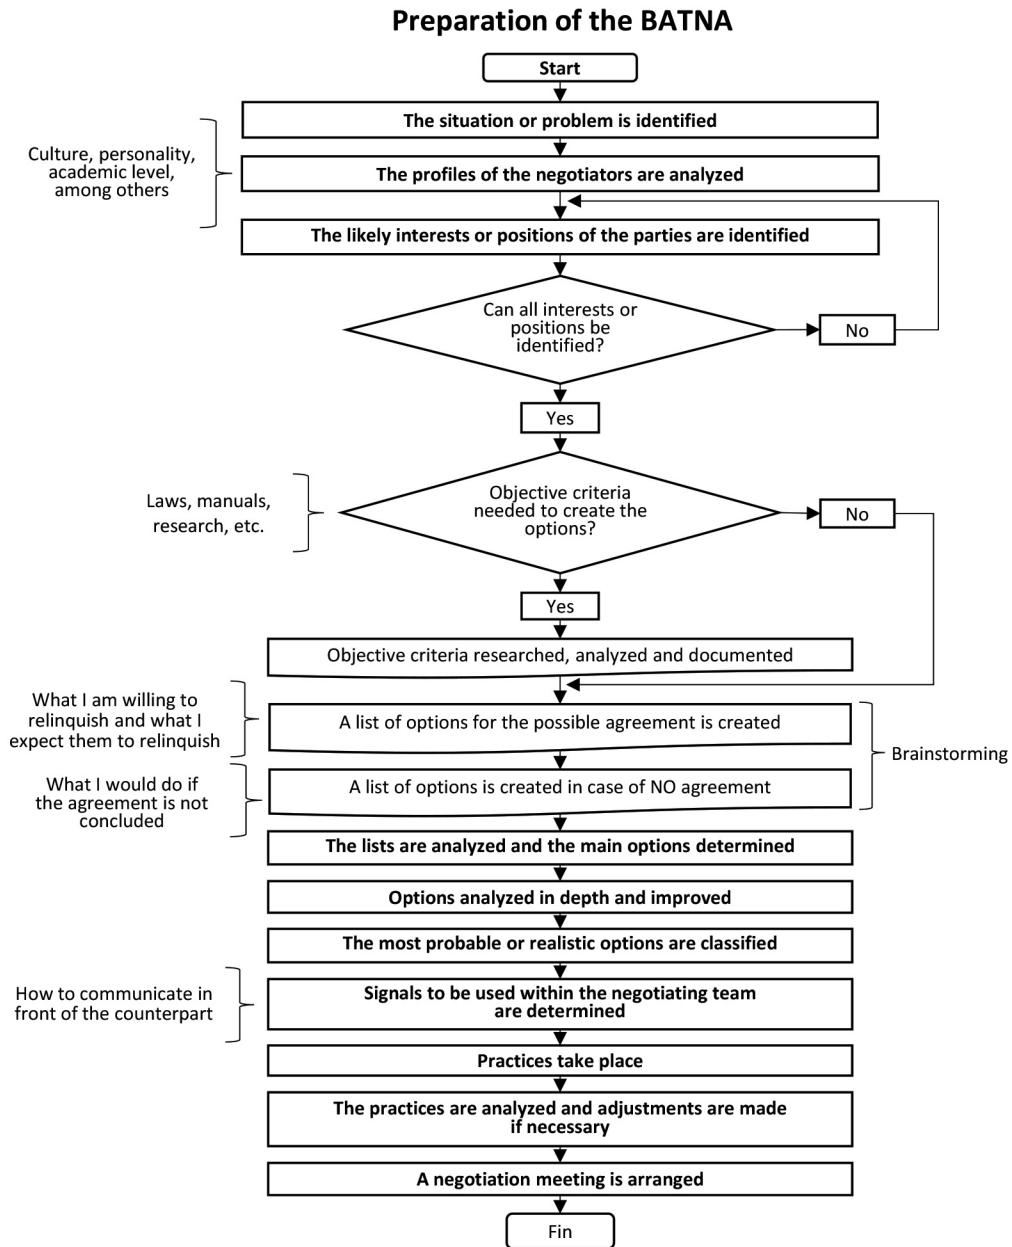 Preparation of the BATNA
Start
The situation or problem is identified
Culture, personality,
academic level,
among others
The profiles of the negotiators are analyzed
The likely interests or positions of the parties are identified
Can all interests or
positions be
identified?
No
Yes
Laws, manuals,
research, etc.
Objective criteria
needed to create the
options?
No
Yes
Objective criteria researched, analyzed and documented
What I am willing to
relinquish and what I
expect them to relinquish
A list of options for the possible agreement is created
Brainstorming
What I would do if
the agreement is not
concluded
A list of options is created in case of NO agreement
The lists are analyzed and the main options determined
Options analyzed in depth and improved
The most probable or realistic options are classified
How to communicate in
front of the counterpart
Signals to be used within the negotiating team
are determined
Practices take place
The practices are analyzed and adjustments are made
if necessary
A negotiation meeting is arranged
Fin